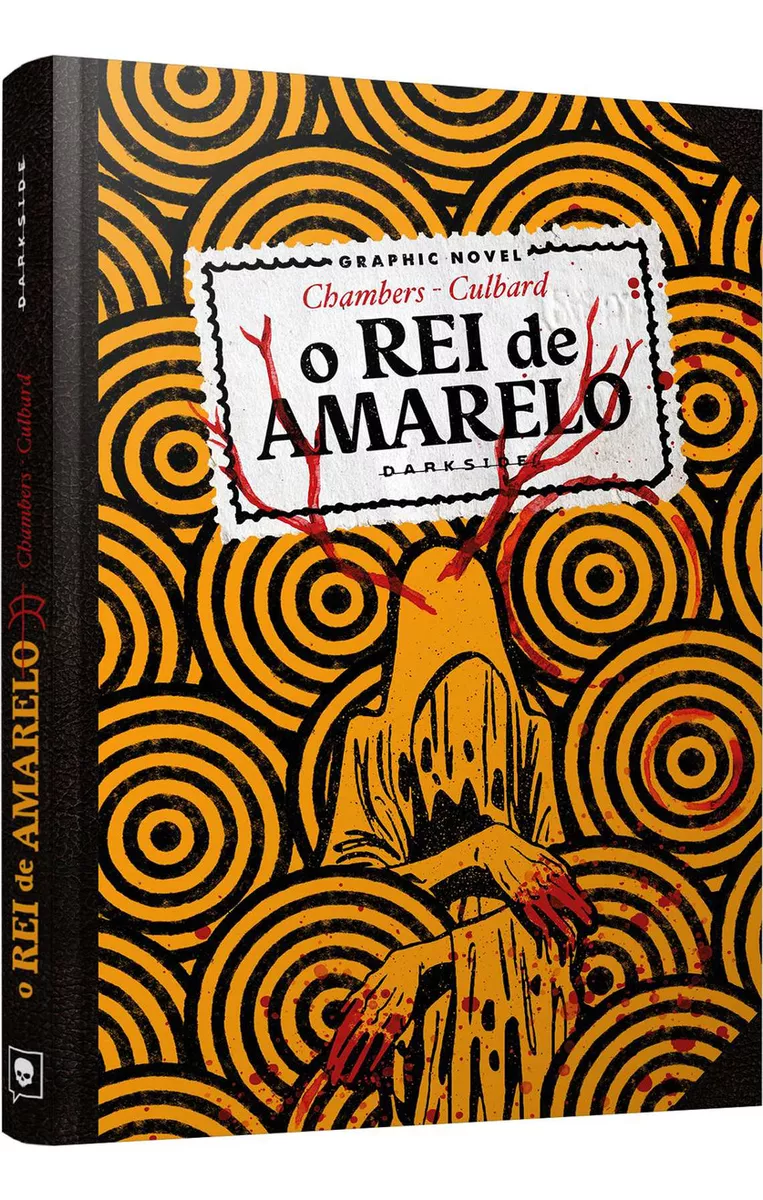 GRAPHIC NOVEL
Chambers - Culbard
o REI de
AMARELO
DARKSIDE
DARKSIDE
Chambers - Culbard
o REI de AMARELO